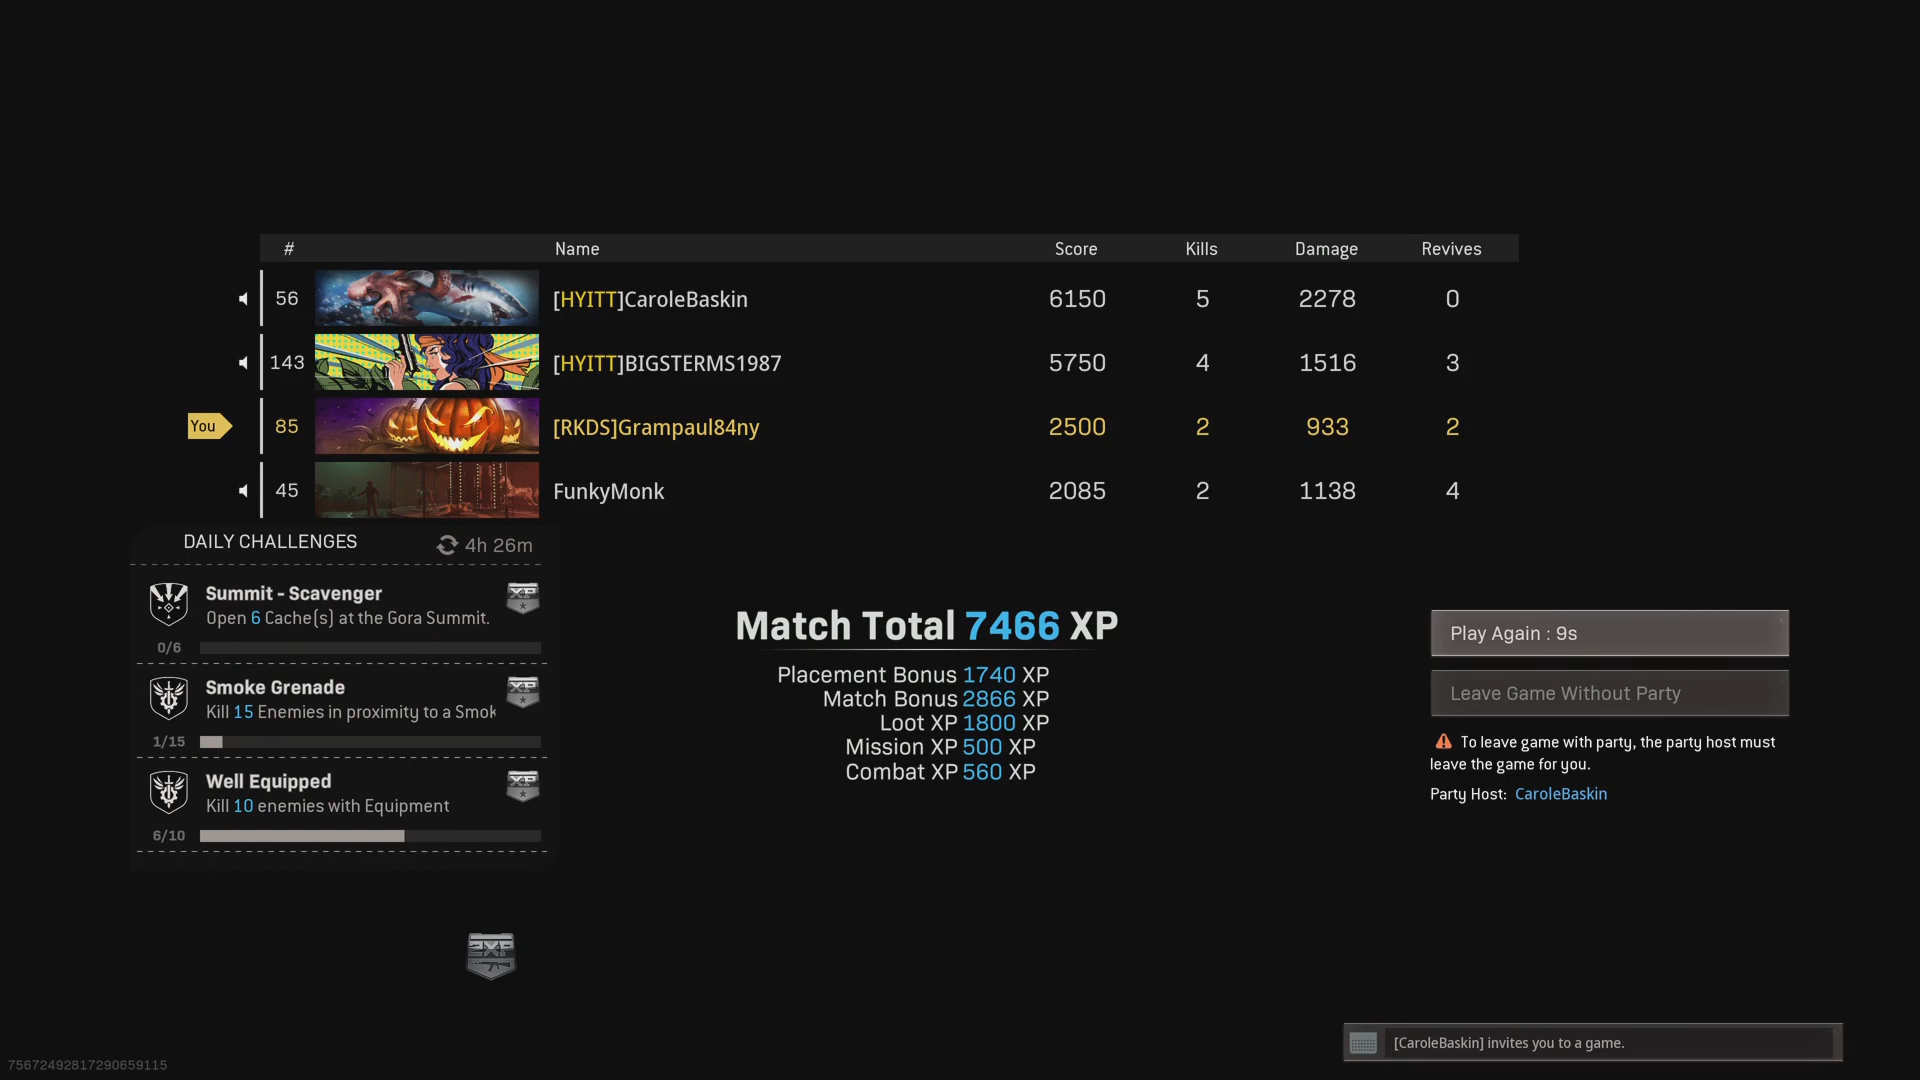 # Name Score Kills Damage Revives
56 [HYITT]CaroleBaskin 6150 5 2278 0
143 [HYITT]BIGSTERMS1987 5750 4 1516 3
You 85 [RKDS]Grampaul84ny 2500 2 933 2
45 FunkyMonk 2085 2 1138 4
DAILY CHALLENGES 4h 26m
Summit - Scavenger XP
Open 6 Cache(s) at the Gora Summit.
0/6
Smoke Grenade XP
Kill 15 Enemies in proximity to a Smok
1/15
Well Equipped XP
Kill 10 enemies with Equipment
6/10
2XP
Match Total 7466 XP
Placement Bonus 1740 XP
Match Bonus 2866 XP
Loot XP 1800 XP
Mission XP 500 XP
Combat XP 560 XP
Play Again : 9s
Leave Game Without Party
To leave game with party, the party host must
leave the game for you.
Party Host: CaroleBaskin
[CaroleBaskin] invites you to a game.
75672492817290659115